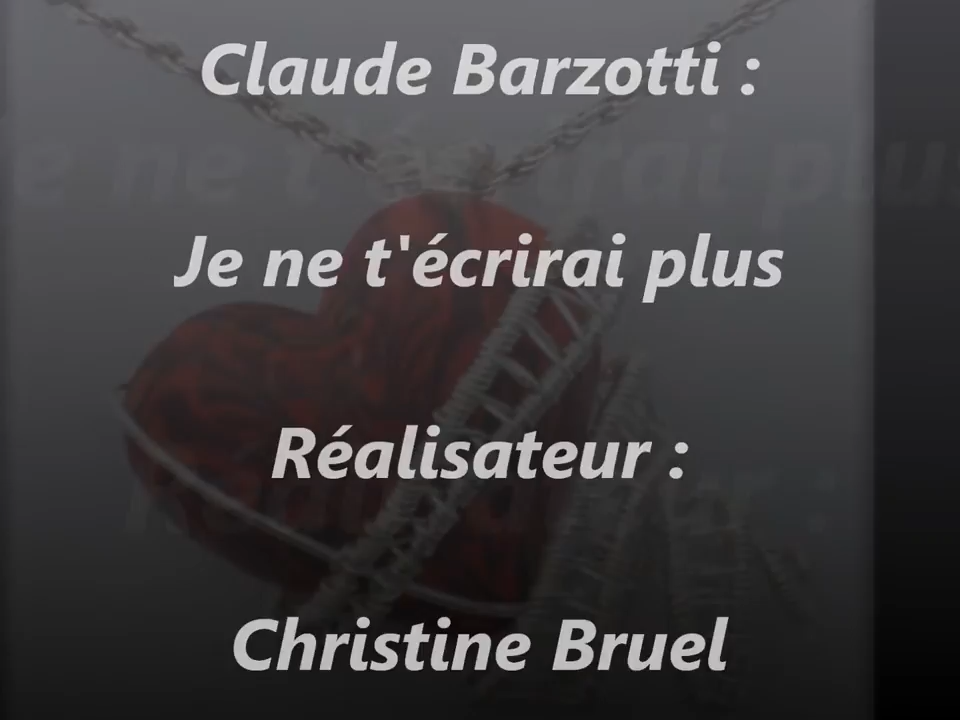 Claude Barzotti :
Je ne t'écrirai plus
Réalisateur :
Christine Bruel